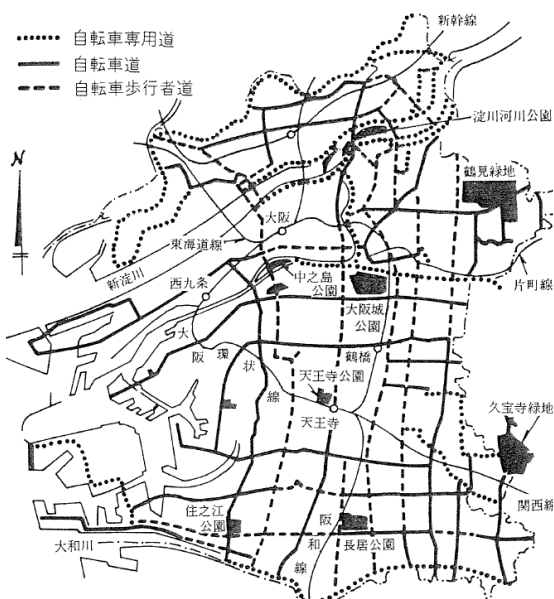 自転車専用道
自転車道
自転車歩行者道
N
新幹線
淀川河川公園
鶴見緑地
大阪
東海道線
新淀川
片町線
西九条
中之島
公園
大阪城
公園
大阪環状線
鶴橋
天王寺公園
天王寺
久宝寺緑地
関西線
住之江
公園
阪和線
長居公園
大和川